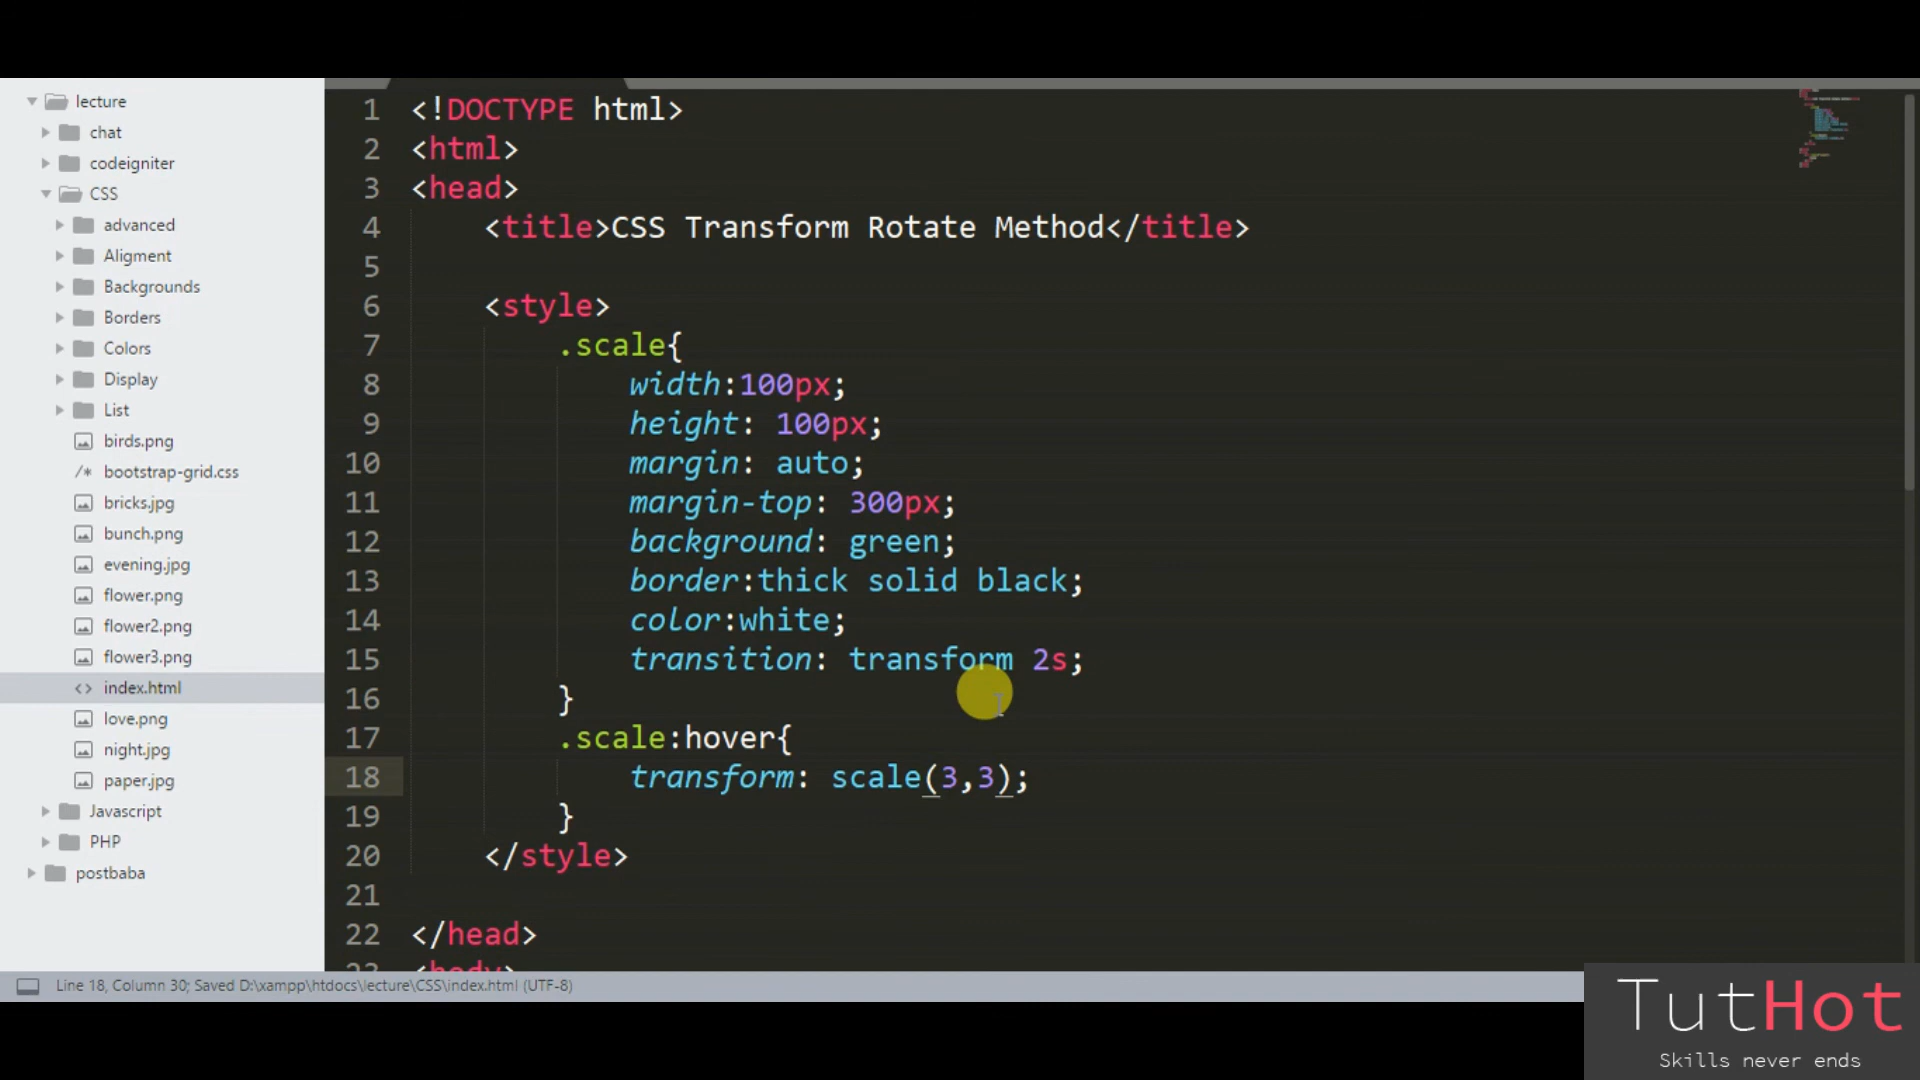 lecture
chat
codeigniter
CSS
advanced
Aligment
Backgrounds
Borders
Colors
Display
List
birds.png
/* bootstrap-grid.css
bricks.jpg
bunch.png
evening.jpg
flower.png
flower2.png
flower3.png
<> index.html
love.png
night.jpg
paper.jpg
Javascript
PHP
postbaba
1 <!DOCTYPE html>
2 <html>
3 <head>
4 <title>CSS Transform Rotate Method</title>
5
6 <style>
7 .scale{
8 width:100px;
9 height: 100px;
10 margin: auto;
11 margin-top: 300px;
12 background: green;
13 border:thick solid black;
14 color:white;
15 transition: transform 2s;
16 }
17 .scale:hover{
18 transform: scale(3,3);
19 }
20 </style>
21
22 </head>
23 <body>
Line 18, Column 30; Saved D:\xampp\htdocs\lecture\CSS\index.html (UTF-8)
TutHot
Skills never ends